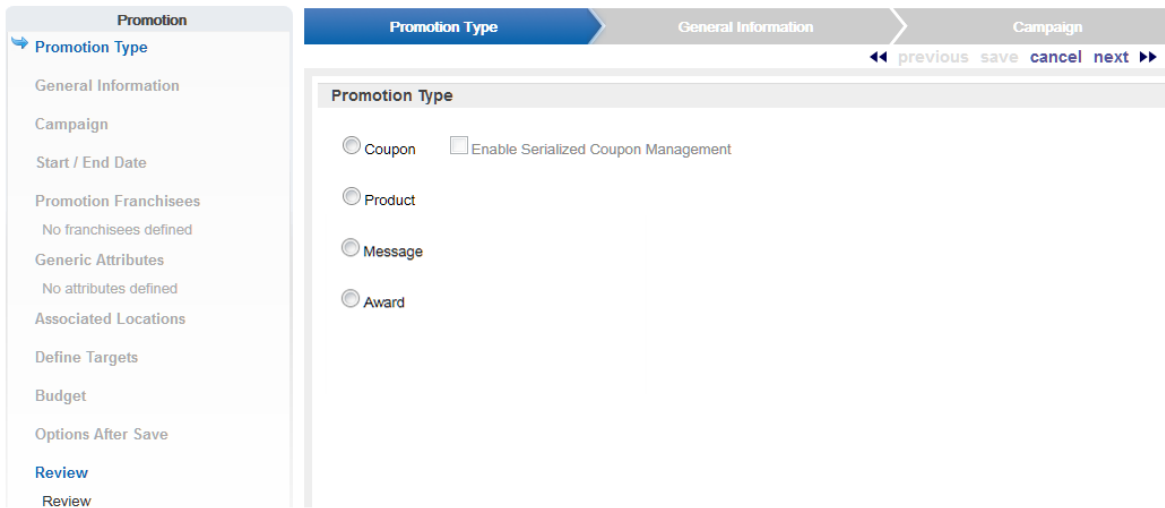 Promotion
Promotion Type
General Information
Campaign
Start / End Date
Promotion Franchisees
No franchisees defined
Generic Attributes
No attributes defined
Associated Locations
Define Targets
Budget
Options After Save
Review
Review
Promotion Type General Information Campaign
previous save cancel next
Promotion Type
Coupon Enable Serialized Coupon Management
Product
Message
Award